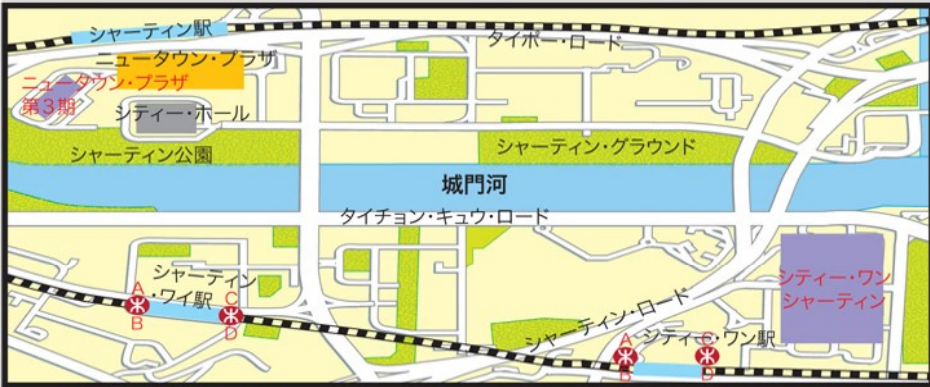 シャーティン駅
タイポー・ロード
ニュータウン・プラザ
ニュータウン・プラザ
第3期
シティー・ホール
シャーティン公園
シャーティン・グラウンド
城門河
タイチョン・キュウ・ロード
シャーティン
・ワイ駅
A
B
C
D
シャーティン・ロード
シティー・ワン駅
A
B
C
D
シティー・ワン
シャーティン